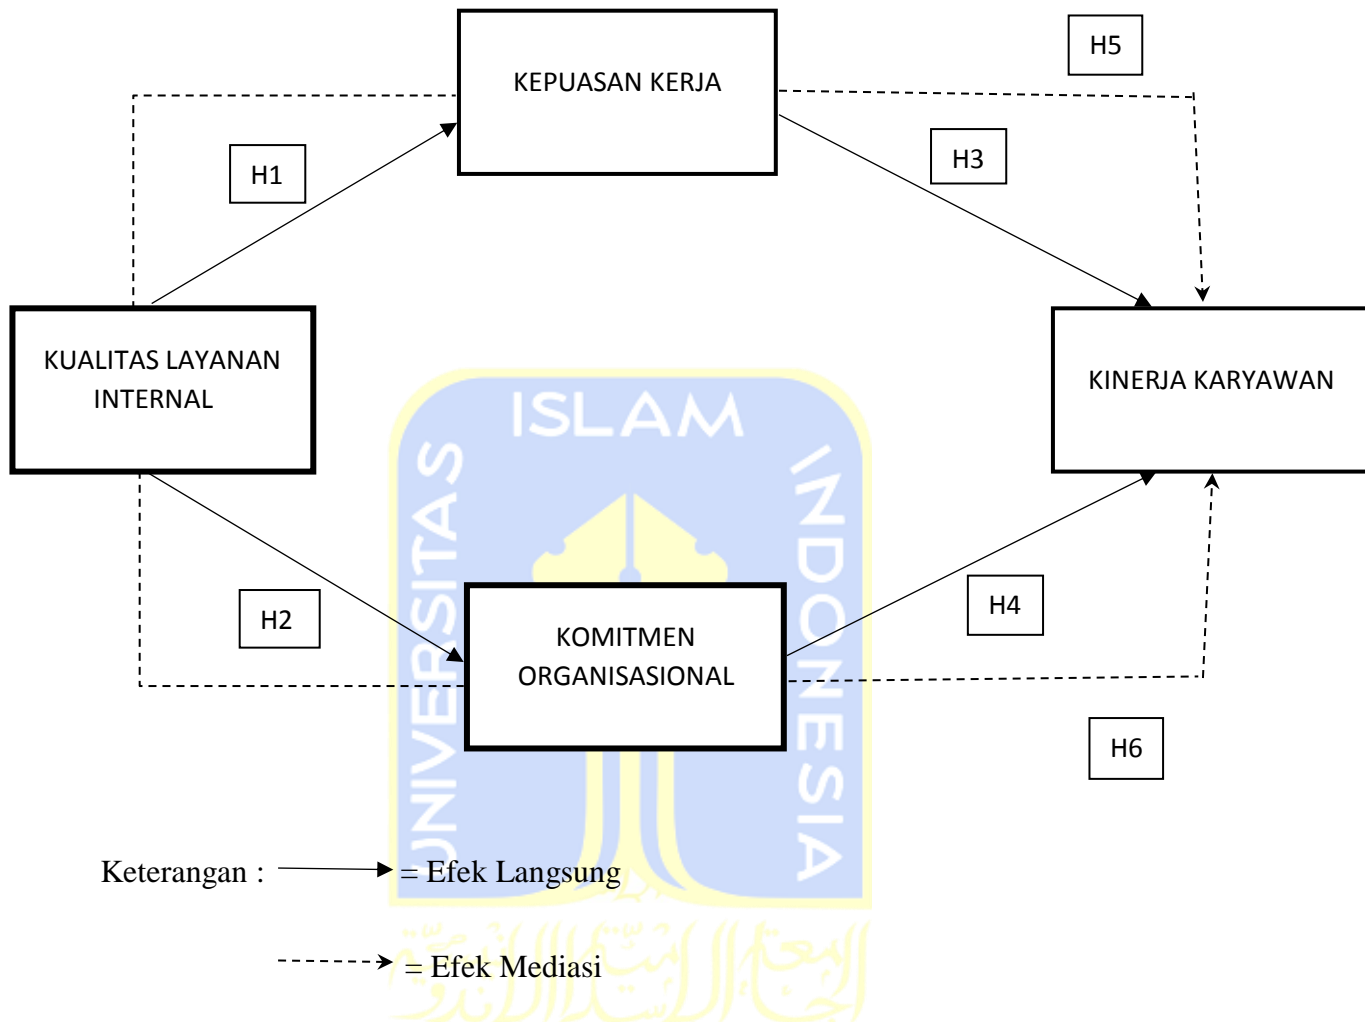 H5
KEPUASAN KERJA
H3
H1
KUALITAS LAYANAN
INTERNAL
KINERJA KARYAWAN
ISLAM
UNIVERSITAS
INDONESIA
H2
KOMITMEN
ORGANISASIONAL
H4
H6
Keterangan :
= Efek Langsung
= Efek Mediasi